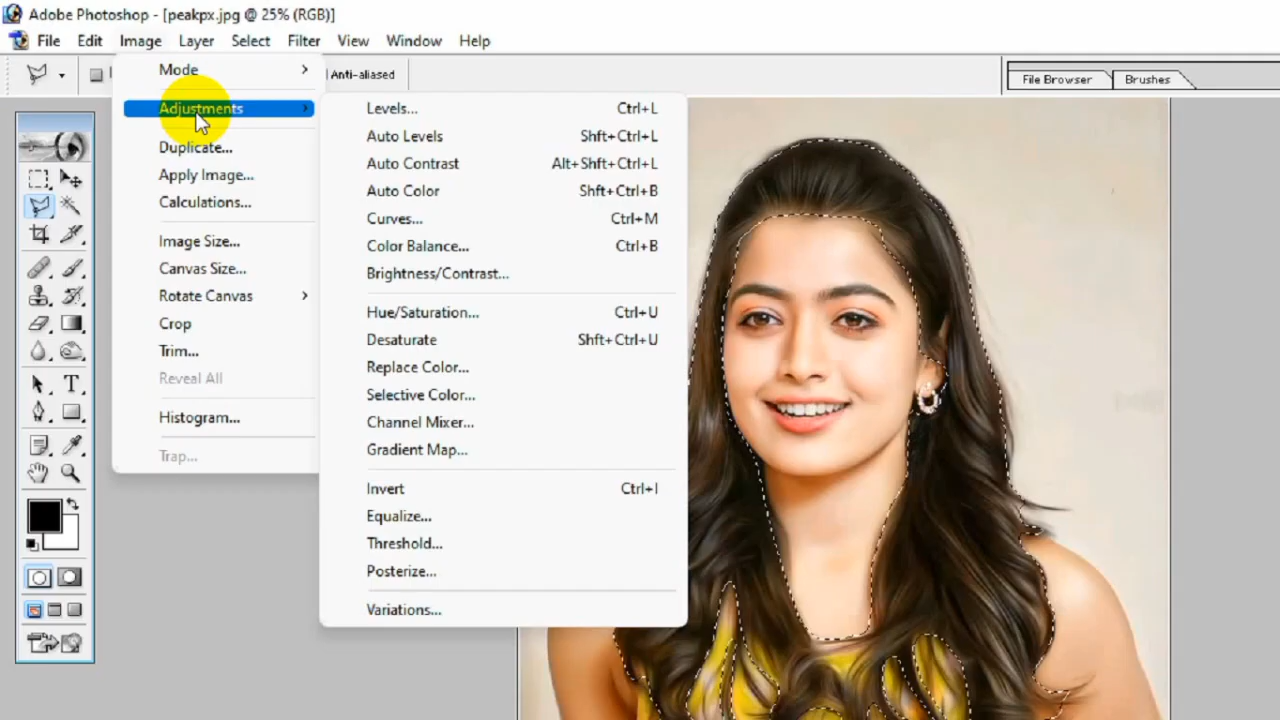 Adobe Photoshop - [peakpx.jpg @ 25% (RGB)]
File Edit Image Layer Select Filter View Window Help
Anti-aliased
File Browser Brushes
Mode
Adjustments
Duplicate...
Apply Image...
Calculations...
Image Size...
Canvas Size...
Rotate Canvas
Crop
Trim...
Reveal All
Histogram...
Trap...
Levels... Ctrl+L
Auto Levels Shft+Ctrl+L
Auto Contrast Alt+Shft+Ctrl+L
Auto Color Shft+Ctrl+B
Curves... Ctrl+M
Color Balance... Ctrl+B
Brightness/Contrast...
Hue/Saturation... Ctrl+U
Desaturate Shft+Ctrl+U
Replace Color...
Selective Color...
Channel Mixer...
Gradient Map...
Invert Ctrl+I
Equalize...
Threshold...
Posterize...
Variations...
T